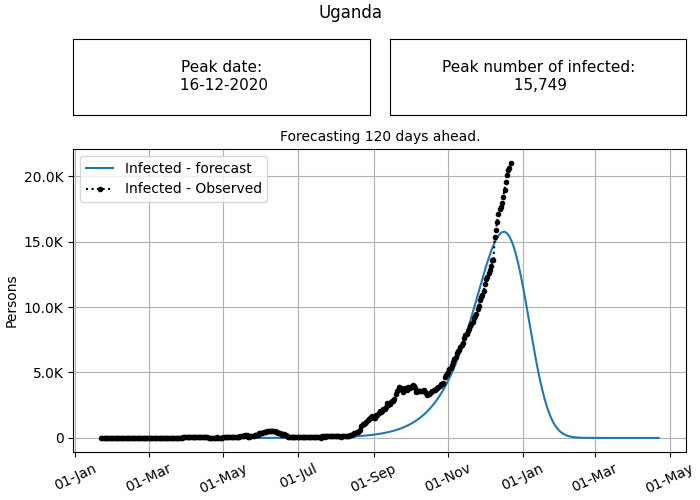 Uganda
Peak date:
16-12-2020
Peak number of infected:
15,749
Forecasting 120 days ahead.
Infected - forecast
Infected - Observed
20.0K
15.0K
10.0K
5.0K
0
Persons
01-Jan
01-Mar
01-May
01-Jul
01-Sep
01-Nov
01-Jan
01-Mar
01-May